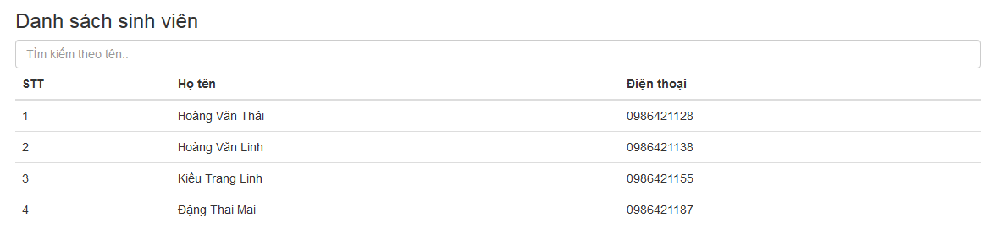 Danh sách sinh viên
TÌm kiếm theo tên..
STT Họ tên Điện thoại
1 Hoàng Văn Thái 0986421128
2 Hoàng Văn Linh 0986421138
3 Kiều Trang Linh 0986421155
4 Đặng Thai Mai 0986421187